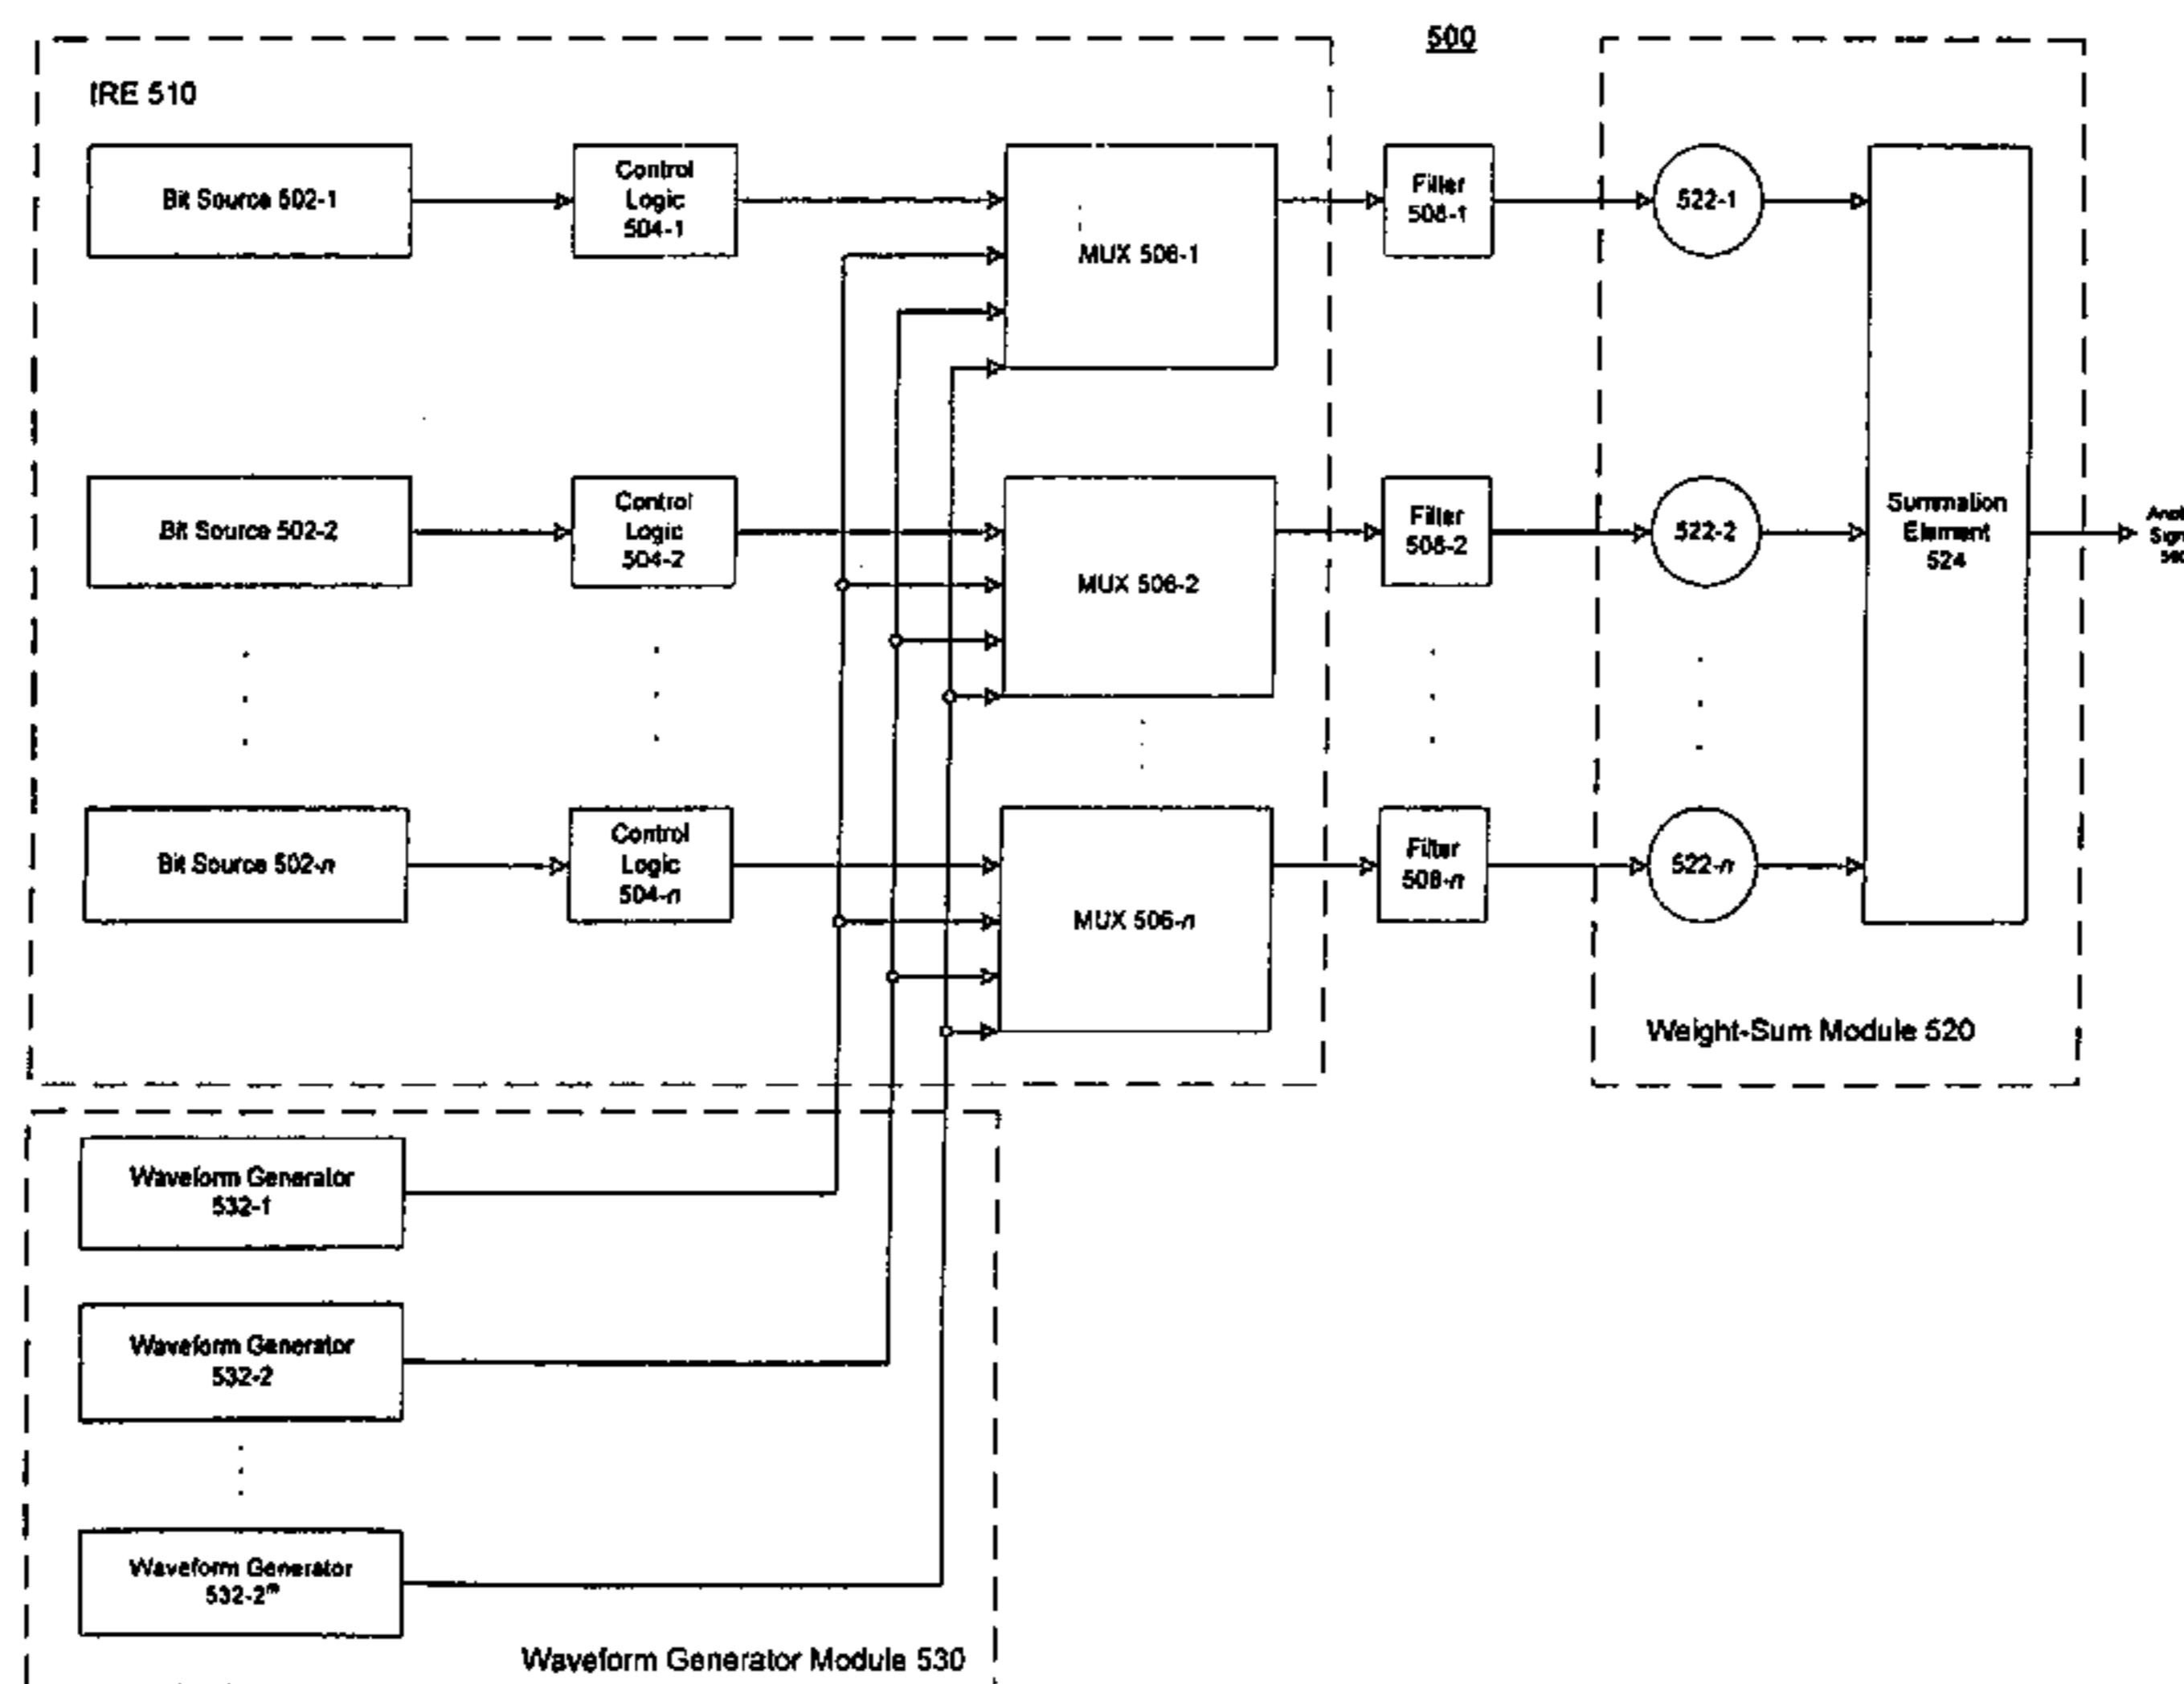 500
IRE 510
Bit Source 502-1
Control
Logic
504-1
MUX 506-1
Filter
508-1
522-1
Bit Source 502-2
Control
Logic
504-2
MUX 506-2
Filter
508-2
522-2
Summation
Element
524
Bit Source 502-n
Control
Logic
504-n
MUX 506-n
Filter
508-n
522-n
Weight-Sum Module 520
Waveform Generator
532-1
Waveform Generator
532-2
Waveform Generator
532-2ᵐ
Waveform Generator Module 530